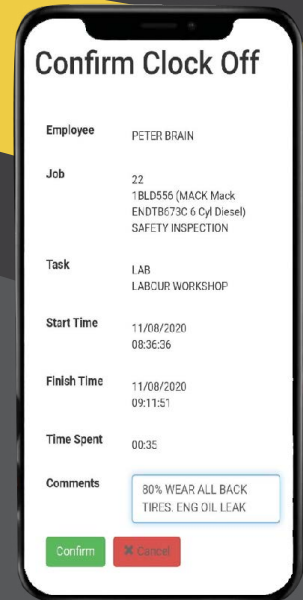 Confirm Clock Off
Employee PETER BRAIN
Job 22
1BLD556 (MACK Mack
ENDTB673C 6 Cyl Diesel)
SAFETY INSPECTION
Task LAB
LABOUR WORKSHOP
Start Time 11/08/2020
08:36:36
Finish Time 11/08/2020
09:11:51
Time Spent 00:35
Comments 80% WEAR ALL BACK
TIRES. ENG OIL LEAK
Confirm ✖ Cancel